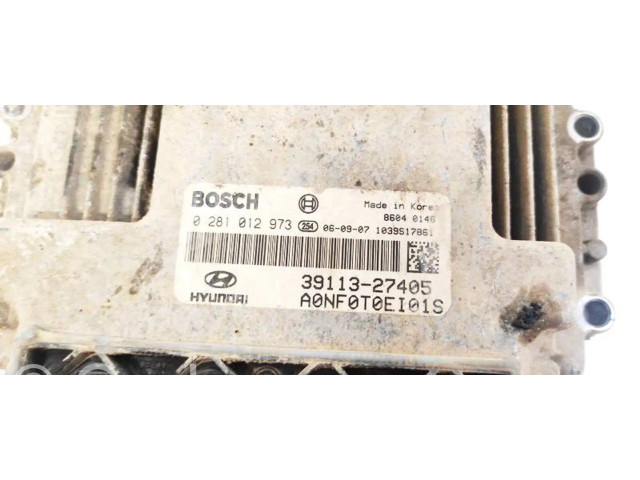 BOSCH
Made in Korea
8604 0146
0 281 012 973 254 06-09-07 1039S17861
HYUNDAI
39113-27405
A0NF0T0EI01S